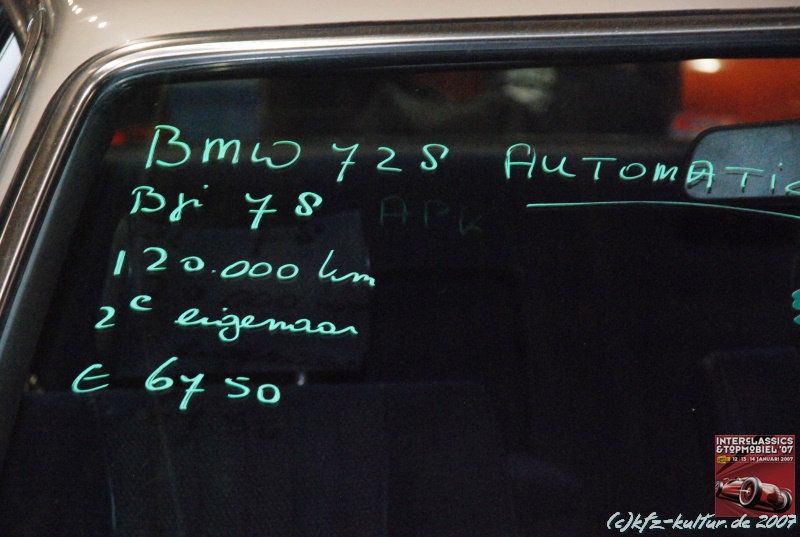 BMW 728 AUTOMATIC
Bji 78 APK
120.000 km
2e eigenaar
€ 6750
INTERCLASSICS
& TOPMOBIEL '07
12, 13, 14 JANUARI 2007
(c)kfz-kultur.de 2007